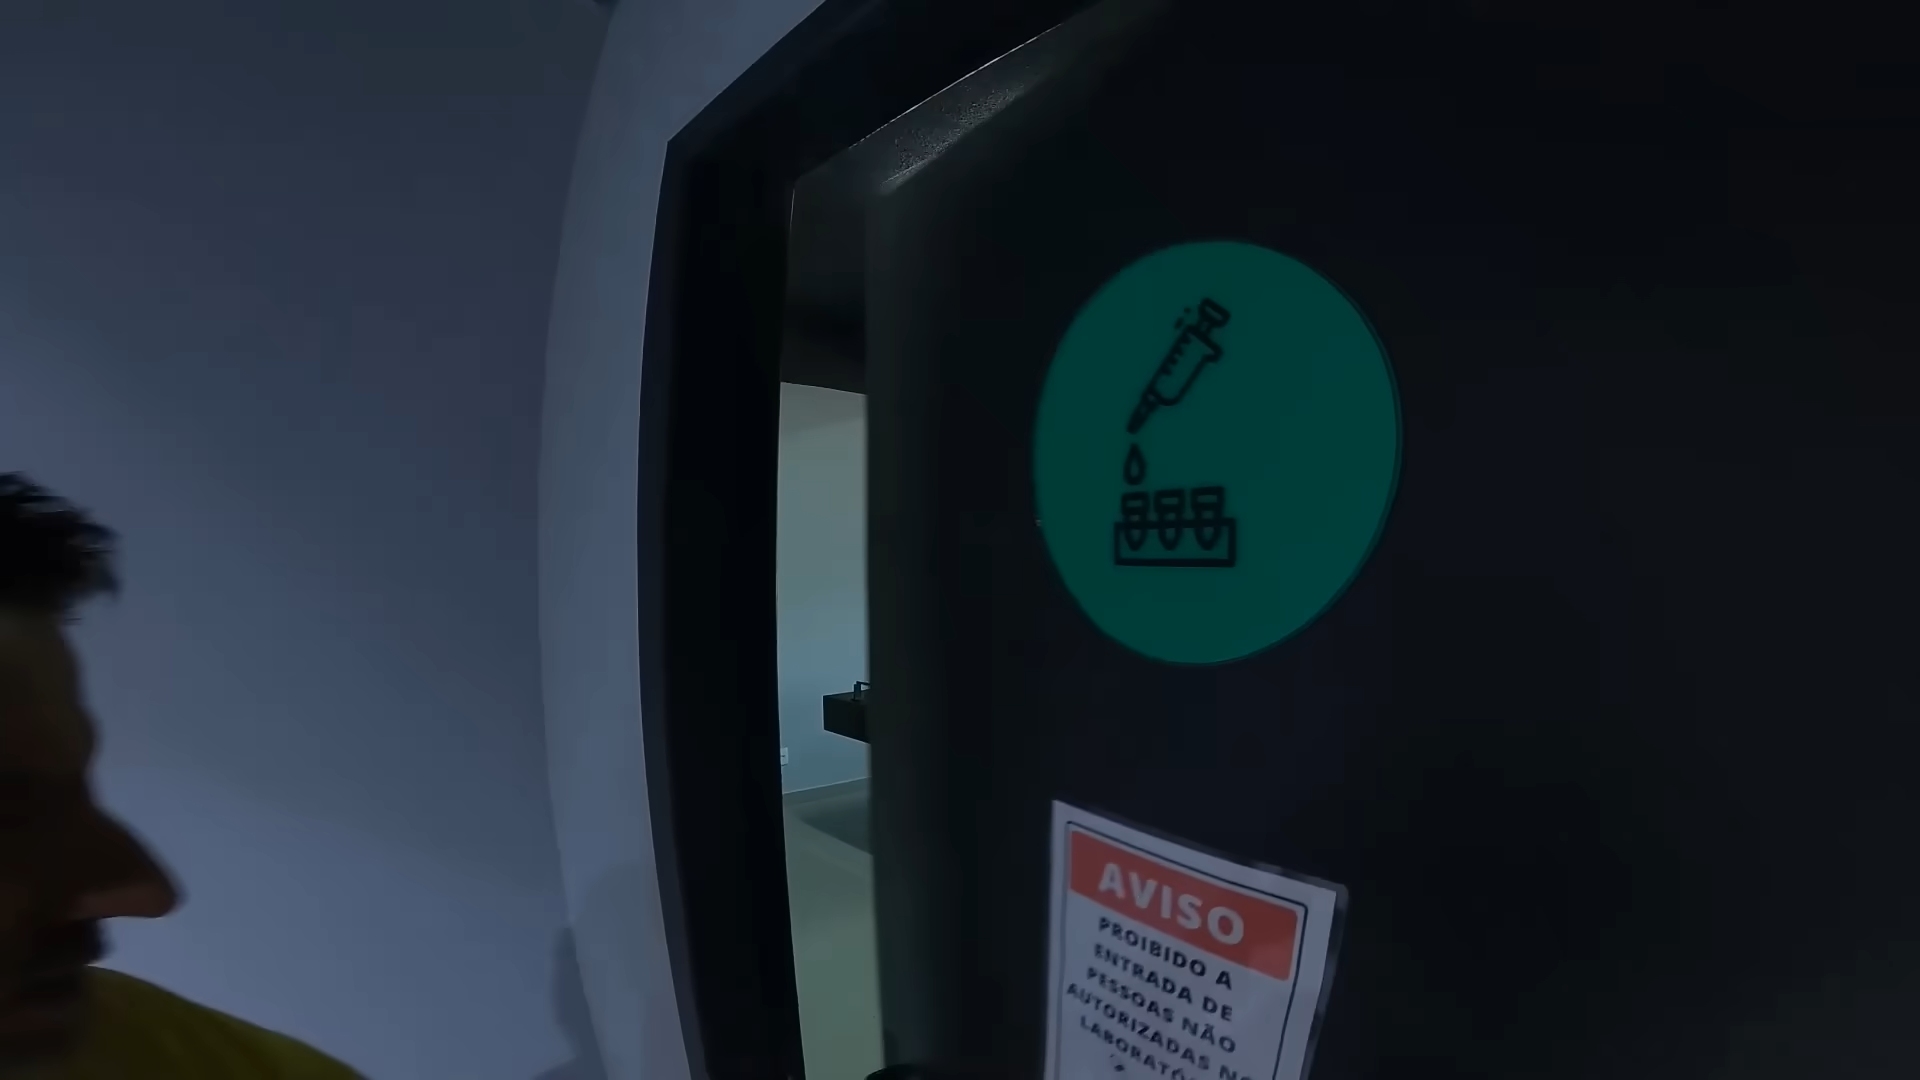 AVISO
PROIBIDO A
ENTRADA DE
PESSOAS NÃO
AUTORIZADAS